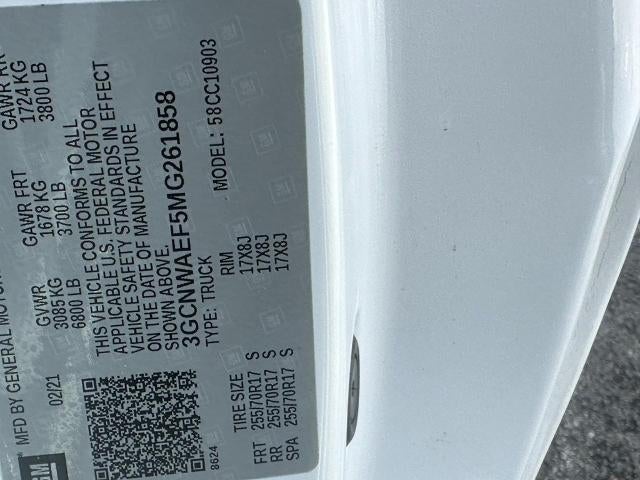 GM
MFD BY GENERAL MOTOR
02/21
GVWR
3085KG
6800 LB
GAWR FRT
1678 KG
3700 LB
GAWR RR
1724 KG
3800 LB
THIS VEHICLE CONFORMS TO ALL
APPLICABLE U.S. FEDERAL MOTOR
VEHICLE SAFETY STANDARDS IN EFFECT
ON THE DATE OF MANUFACTURE
SHOWN ABOVE.
3GCNWAEF5MG261858
TYPE: TRUCK
MODEL: 58CC10903
8624
TIRE SIZE RIM
FRT 255/70R17 S 17X8J
RR 255/70R17 S 17X8J
SPA 255/70R17 S 17X8J